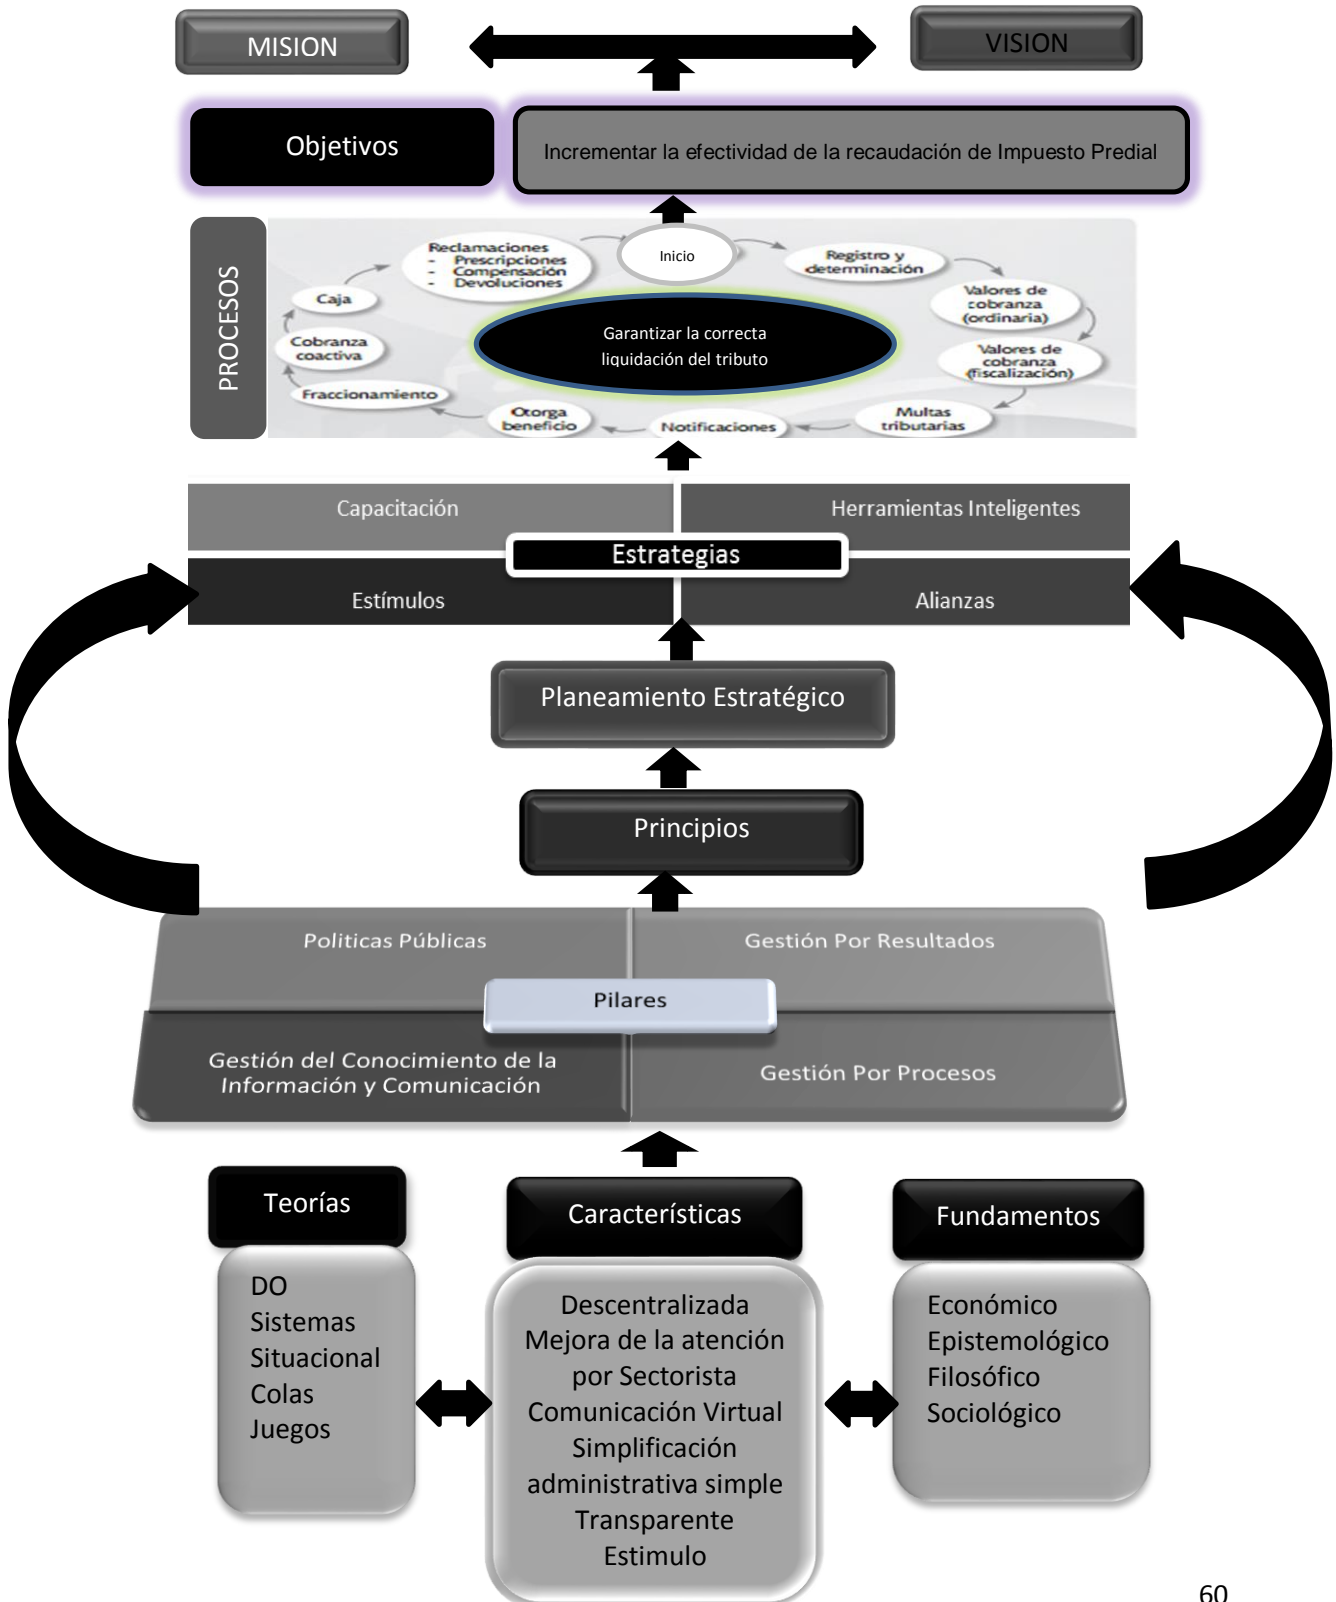 MISION
VISION
Objetivos
Incrementar la efectividad de la recaudación de Impuesto Predial
PROCESOS
Inicio
Registro y
determinación
Valores de
cobranza
(ordinaria)
Valores de
cobranza
(fiscalización)
Multas
tributarias
Notificaciones
Otorga
beneficio
Fraccionamiento
Cobranza
coactiva
Caja
Reclamaciones
- Prescripciones
- Compensación
- Devoluciones
Garantizar la correcta
liquidación del tributo
Capacitación
Herramientas Inteligentes
Estrategias
Estímulos
Alianzas
Planeamiento Estratégico
Principios
Politicas Públicas
Gestión Por Resultados
Pilares
Gestión del Conocimiento de la
Información y Comunicación
Gestión Por Procesos
Teorías
DO
Sistemas
Situacional
Colas
Juegos
Características
Descentralizada
Mejora de la atención
por Sectorista
Comunicación Virtual
Simplificación
administrativa simple
Transparente
Estimulo
Fundamentos
Económico
Epistemológico
Filosófico
Sociológico
60